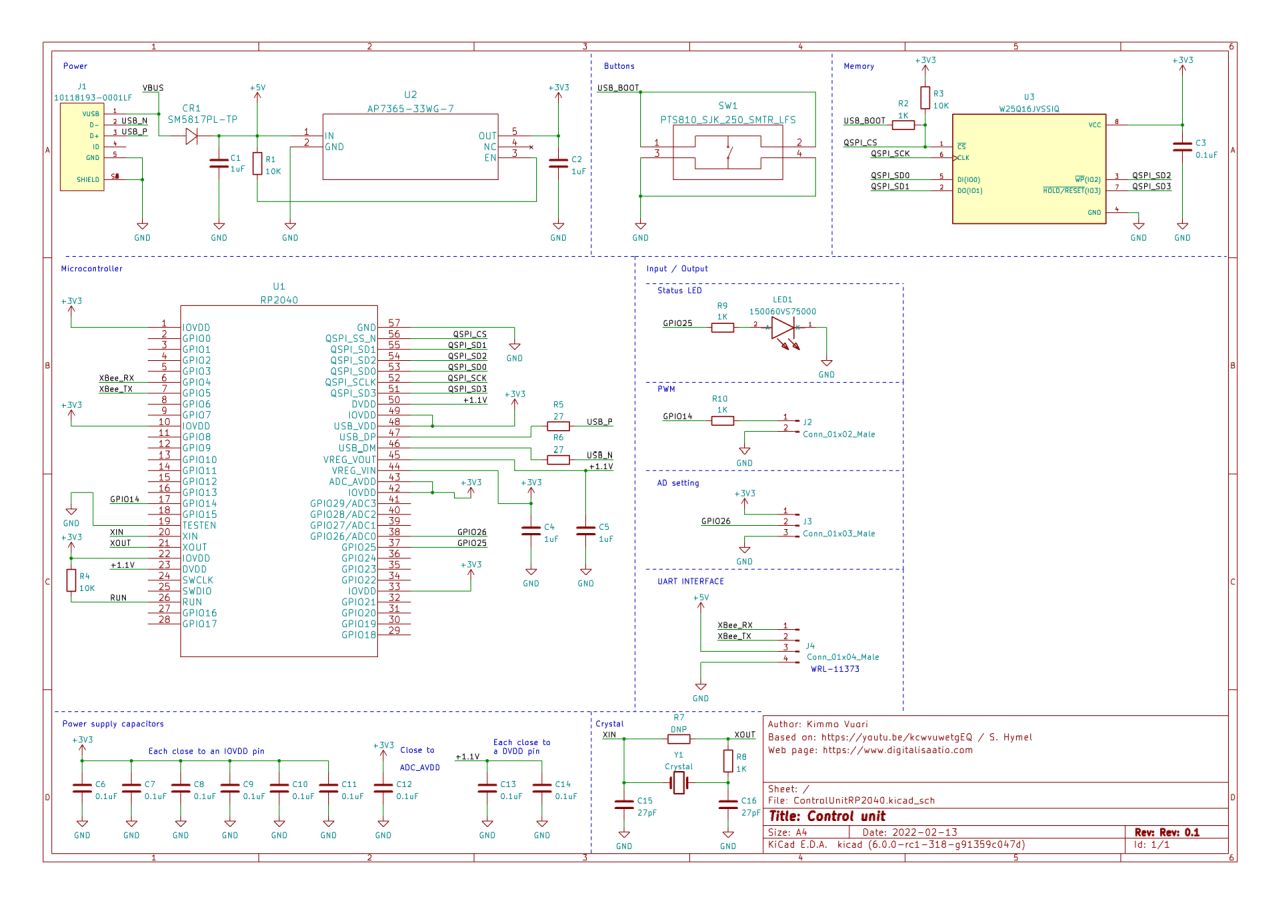 1 2 3 4 5 6
A B C D
Power
J1
10118193-0001LF
VUSB 1
D- 2
D+ 3
ID 4
GND 5
SHIELD
VBUS
USB_N
USB_P
GND
CR1
SM5817PL-TP
C1
1uF
GND
+5V
R1
10K
U2
AP7365-33WG-7
1 IN
2 GND
OUT 5
NC 4
EN 3
GND
+3V3
C2
1uF
GND
Buttons
USB_BOOT
SW1
PTS810_SJK_250_SMTR_LFS
1 2
3 4
GND
Memory
+3V3
R3
10K
R2
1K
USB_BOOT
QSPI_CS
QSPI_SCK
QSPI_SD0
QSPI_SD1
U3
W25Q16JVSSIQ
1 CS
6 CLK
5 DI(IO0)
2 DO(IO1)
VCC 8
WP(IO2) 3
HOLD/RESET(IO3) 7
GND 4
QSPI_SD2
QSPI_SD3
GND
+3V3
C3
0.1uF
GND
Microcontroller
U1
RP2040
+3V3
1 IOVDD
2 GPIO0
3 GPIO1
4 GPIO2
5 GPIO3
XBee_RX 6 GPIO4
XBee_TX 7 GPIO5
8 GPIO6
9 GPIO7
+3V3
10 IOVDD
11 GPIO8
12 GPIO9
13 GPIO10
14 GPIO11
15 GPIO12
16 GPIO13
GPIO14 17 GPIO14
18 GPIO15
GND
19 TESTEN
XIN 20 XIN
XOUT 21 XOUT
+3V3
22 IOVDD
+1.1V 23 DVDD
24 SWCLK
25 SWDIO
R4
10K
RUN 26 RUN
27 GPIO16
28 GPIO17
GND 57
QSPI_SS_N 56 QSPI_CS
QSPI_SD1 55 QSPI_SD1
QSPI_SD2 54 QSPI_SD2
QSPI_SD0 53 QSPI_SD0
QSPI_SCLK 52 QSPI_SCK
QSPI_SD3 51 QSPI_SD3
DVDD 50 +1.1V
IOVDD 49
USB_VDD 48
USB_DP 47
USB_DM 46
VREG_VOUT 45
VREG_VIN 44
ADC_AVDD 43
IOVDD 42
GPIO29/ADC3 41
GPIO28/ADC2 40
GPIO27/ADC1 39
GPIO26/ADC0 38 GPIO26
GPIO25 37 GPIO25
GPIO24 36
GPIO23 35
GPIO22 34
IOVDD 33
GPIO21 32
GPIO20 31
GPIO19 30
GPIO18 29
GND
+3V3
R5
27
USB_P
R6
27
USB_N
+1.1V
+3V3
+3V3
C4
1uF
GND
C5
1uF
GND
+3V3
Input / Output
Status LED
GPIO25
R9
1K
LED1
150060VS75000
2 A K 1
GND
PWM
GPIO14
R10
1K
1
2
J2
Conn_01x02_Male
GND
AD setting
+3V3
GPIO26
1
2
3
J3
Conn_01x03_Male
GND
UART INTERFACE
+5V
XBee_RX 1
XBee_TX 2
3
4
J4
Conn_01x04_Male
WRL-11373
GND
Power supply capacitors
+3V3
Each close to an IOVDD pin
C6
0.1uF
GND
C7
0.1uF
GND
C8
0.1uF
GND
C9
0.1uF
GND
C10
0.1uF
GND
C11
0.1uF
GND
+3V3
Close to
ADC_AVDD
C12
0.1uF
GND
+1.1V
Each close to
a DVDD pin
C13
0.1uF
GND
C14
0.1uF
GND
Crystal
XIN
R7
DNP
XOUT
Y1
Crystal
R8
1K
C15
27pF
GND
C16
27pF
GND
Author: Kimmo Vuari
Based on: https://youtu.be/kcwvuwetgEQ / S. Hymel
Web page: https://www.digitalisaatio.com
Sheet: /
File: ControlUnitRP2040.kicad_sch
Title: Control unit
Size: A4 Date: 2022-02-13 Rev: Rev: 0.1
KiCad E.D.A. kicad (6.0.0-rc1-318-g91359c047d) Id: 1/1
1 2 3 4 5 6
A B C D